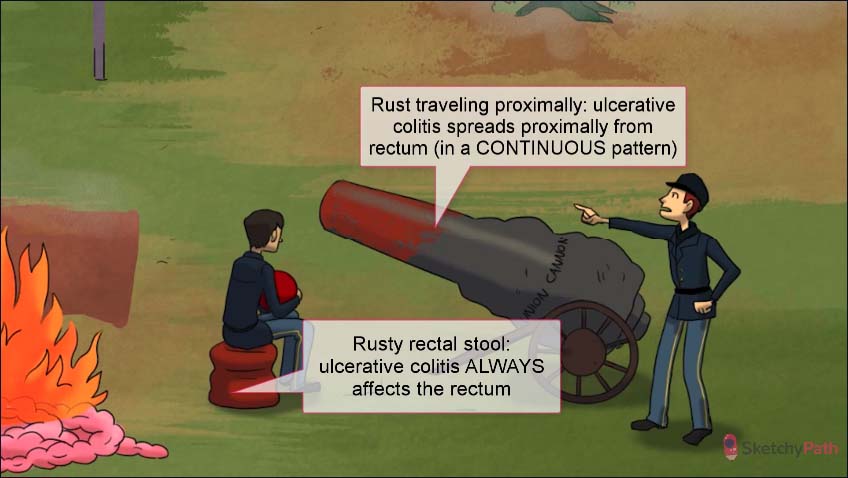 Rust traveling proximally: ulcerative
colitis spreads proximally from
rectum (in a CONTINUOUS pattern)
NION CANNON
Rusty rectal stool:
ulcerative colitis ALWAYS
affects the rectum
SketchyPath